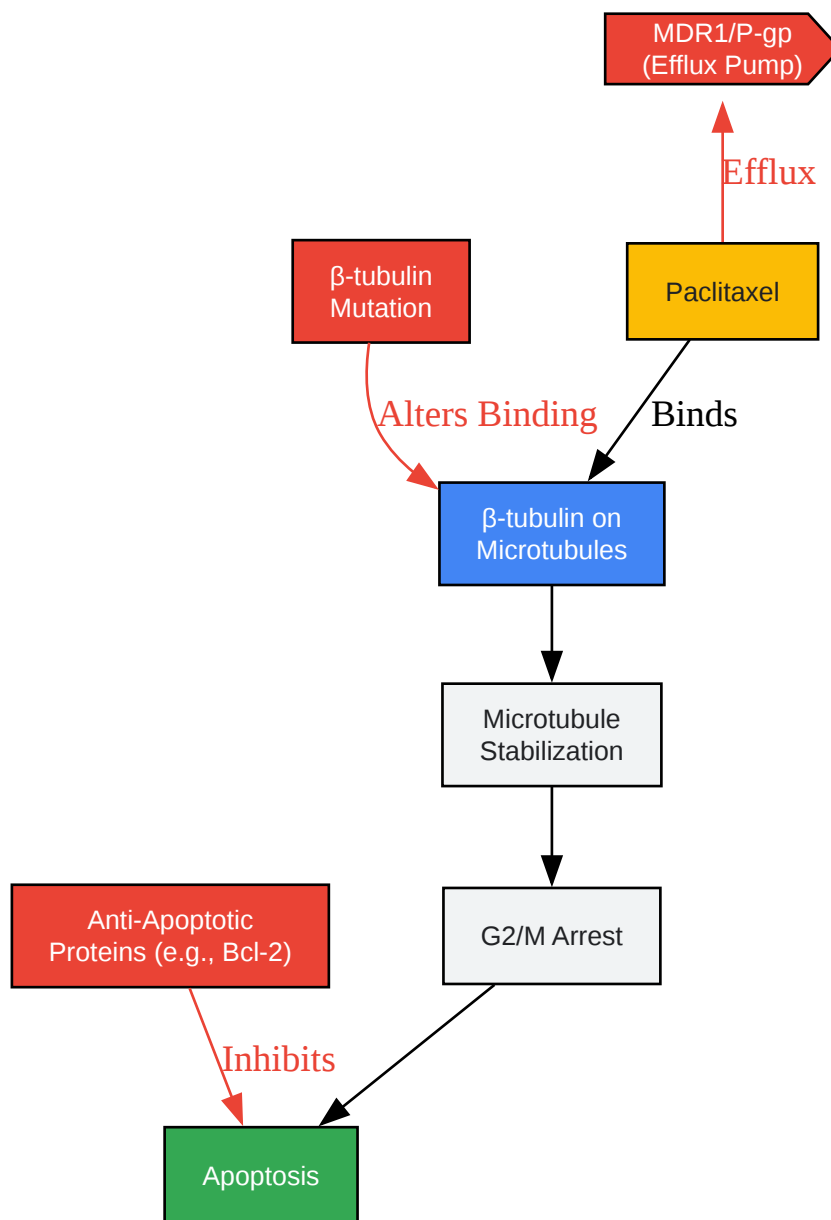 MDR1/P-gp
(Efflux Pump)
Efflux
β-tubulin
Mutation
Paclitaxel
Alters Binding
Binds
β-tubulin on
Microtubules
Microtubule
Stabilization
Anti-Apoptotic
Proteins (e.g., Bcl-2)
G2/M Arrest
Inhibits
Apoptosis